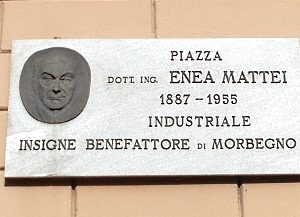 PIAZZA
DOTT. ING. ENEA MATTEI
1887-1955
INDUSTRIALE
INSIGNE BENEFATTORE DI MORBEGNO